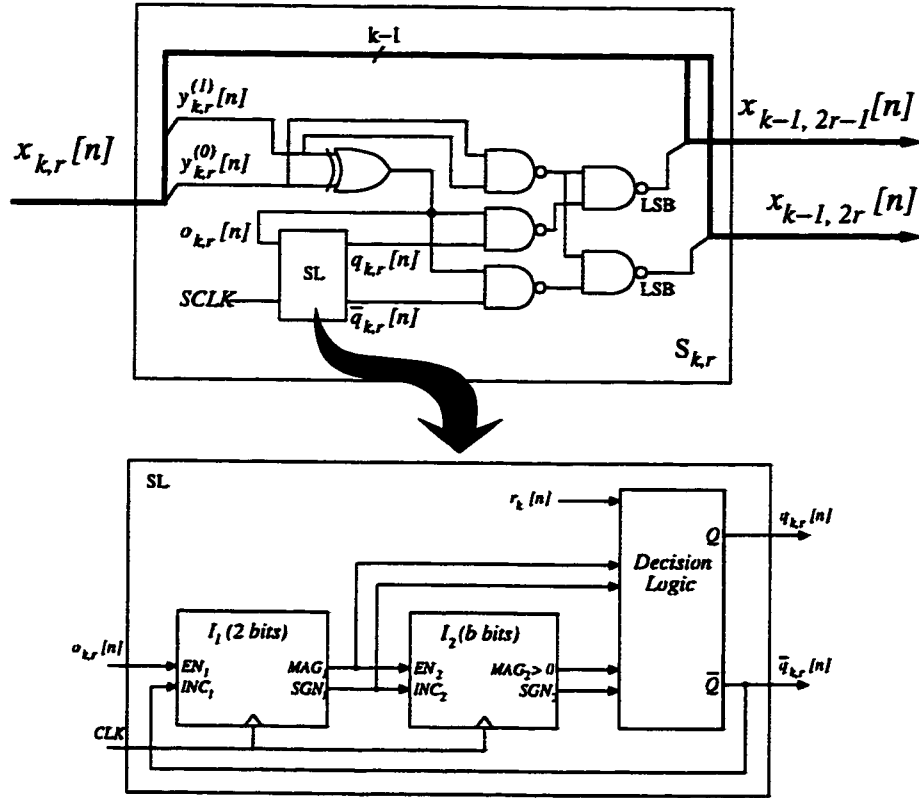 k-1
y_{k,r}^{(1)}[n]
x_{k,r}[n]
y_{k,r}^{(0)}[n]
x_{k-1, 2r-1}[n]
LSB
x_{k-1, 2r}[n]
o_{k,r}[n]
SL
q_{k,r}[n]
SCLK
q̄_{k,r}[n]
LSB
S_{k,r}
SL
r_k[n]
Q
q_{k,r}[n]
Decision
Logic
I_1 (2 bits)
I_2 (b bits)
o_{k,r}[n]
EN_1
MAG_1
EN_2
MAG_2>0
Q̄
q̄_{k,r}[n]
INC_1
SGN_1
INC_2
SGN_2
CLK